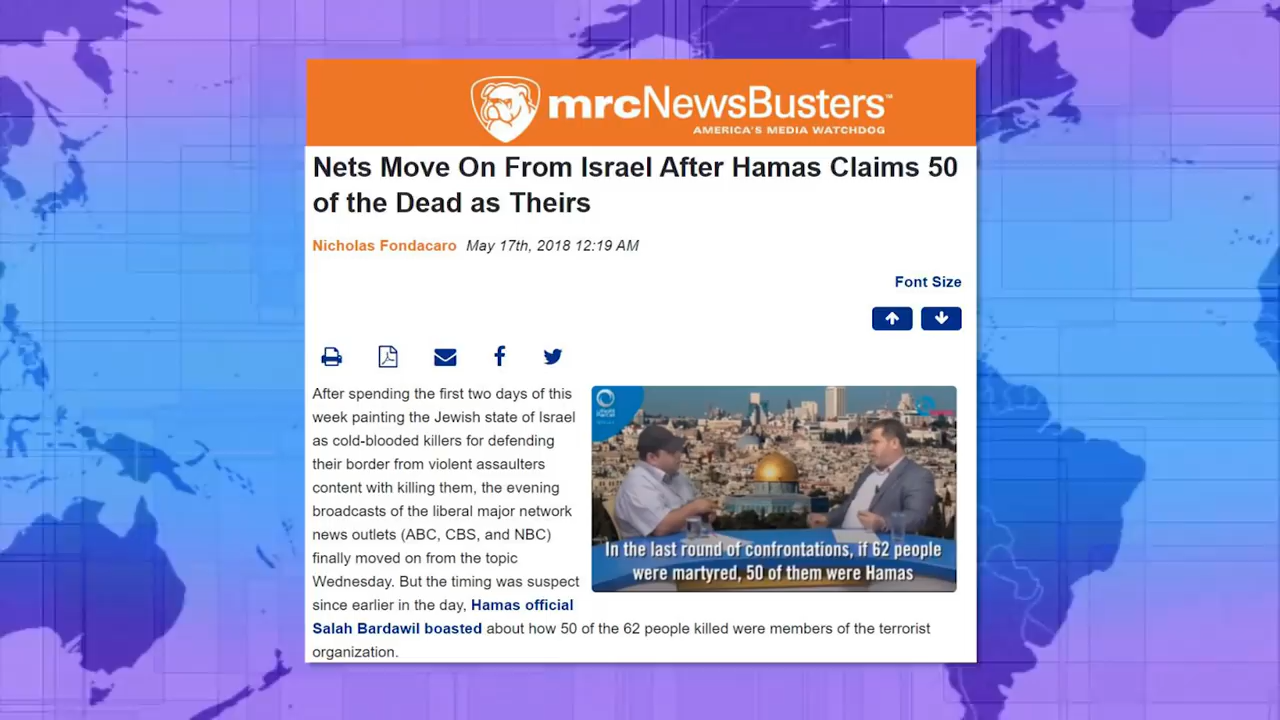 mrcNewsBusters™
AMERICA'S MEDIA WATCHDOG
Nets Move On From Israel After Hamas Claims 50
of the Dead as Theirs
Nicholas Fondacaro May 17th, 2018 12:19 AM
Font Size
After spending the first two days of this
week painting the Jewish state of Israel
as cold-blooded killers for defending
their border from violent assaulters
content with killing them, the evening
broadcasts of the liberal major network
news outlets (ABC, CBS, and NBC)
finally moved on from the topic
Wednesday. But the timing was suspect
since earlier in the day, Hamas official
Salah Bardawil boasted about how 50 of the 62 people killed were members of the terrorist
organization.
In the last round of confrontations, if 62 people
were martyred, 50 of them were Hamas